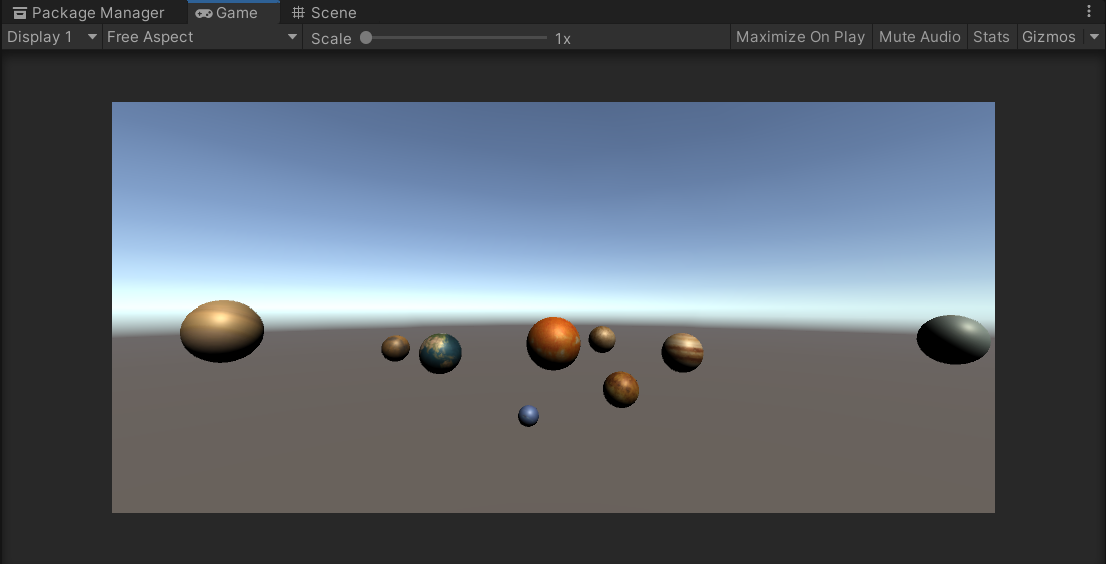 Package Manager Game Scene
Display 1 Free Aspect Scale 1x Maximize On Play Mute Audio Stats Gizmos